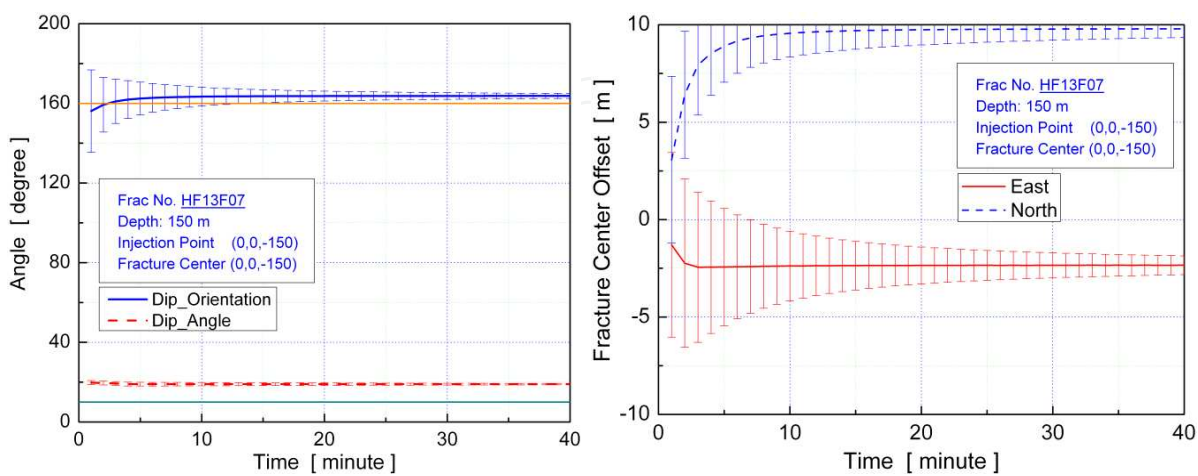 200
160
120
80
40
0
Angle [ degree ]
Frac No. HF13F07
Depth: 150 m
Injection Point (0,0,-150)
Fracture Center (0,0,-150)
Dip_Orientation
Dip_Angle
0 10 20 30 40
Time [ minute ]
10
5
0
-5
-10
Fracture Center Offset [ m ]
Frac No. HF13F07
Depth: 150 m
Injection Point (0,0,-150)
Fracture Center (0,0,-150)
East
North
0 10 20 30 40
Time [ minute ]